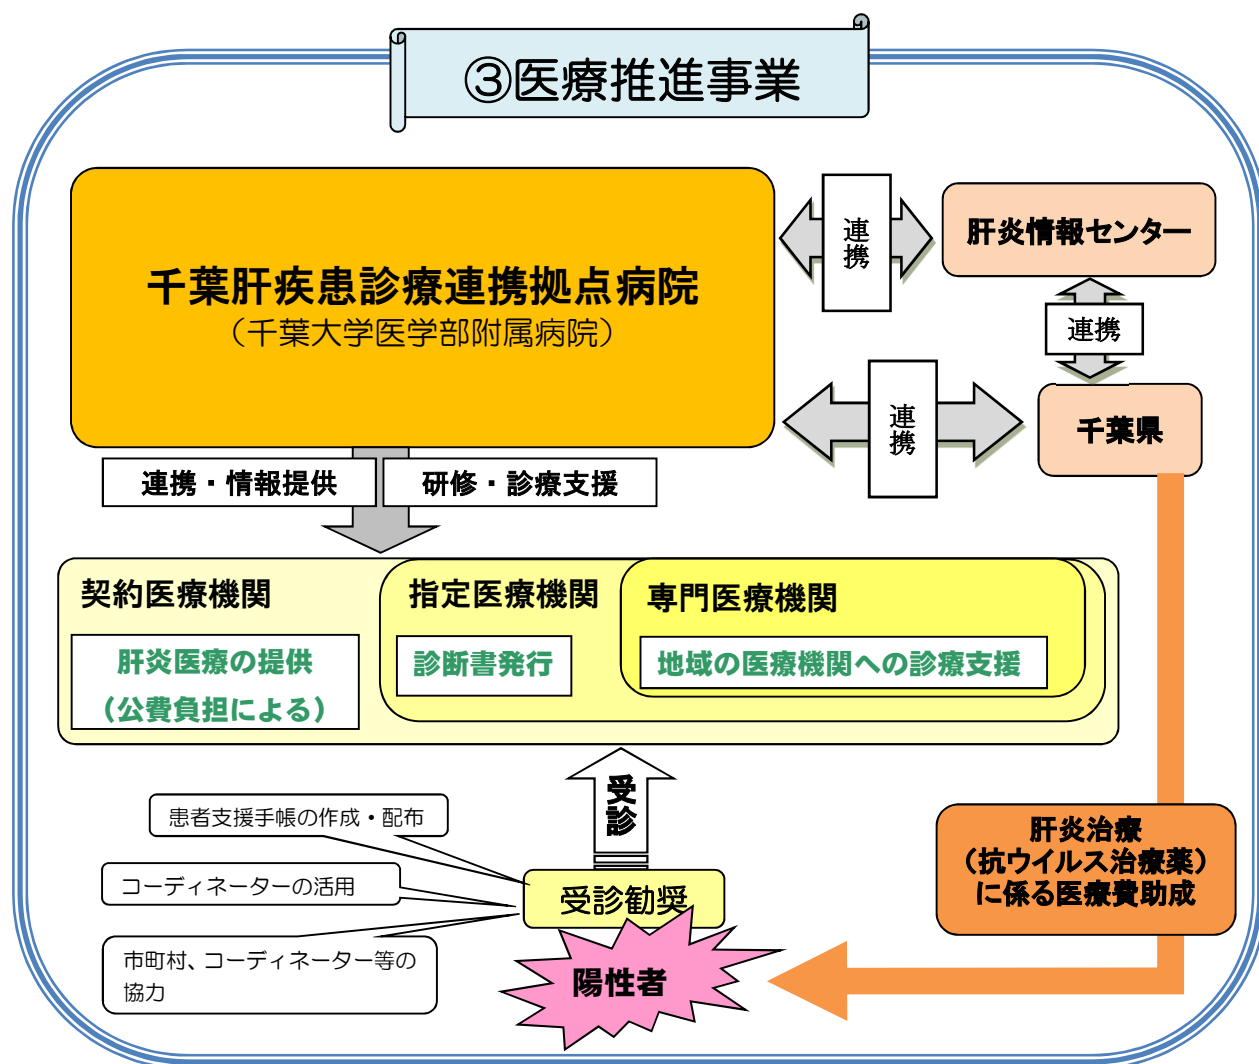 ③医療推進事業
千葉肝疾患診療連携拠点病院
（千葉大学医学部附属病院）
連携
肝炎情報センター
連携
連携
千葉県
連携・情報提供
研修・診療支援
契約医療機関
指定医療機関
専門医療機関
肝炎医療の提供
（公費負担による）
診断書発行
地域の医療機関への診療支援
受診
患者支援手帳の作成・配布
コーディネーターの活用
市町村、コーディネーター等の
協力
受診勧奨
陽性者
肝炎治療
（抗ウイルス治療薬）
に係る医療費助成